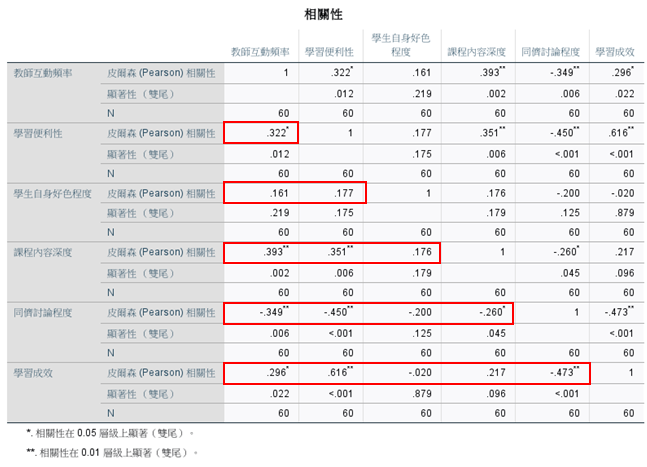 相關性
教師互動頻率 學習便利性 學生自身好色程度 課程內容深度 同儕討論程度 學習成效
教師互動頻率 皮爾森 (Pearson) 相關性 1 .322* .161 .393** -.349** .296*
顯著性（雙尾） .012 .219 .002 .006 .022
N 60 60 60 60 60 60
學習便利性 皮爾森 (Pearson) 相關性 .322* 1 .177 .351** -.450** .616**
顯著性（雙尾） .012 .175 .006 <.001 <.001
N 60 60 60 60 60 60
學生自身好色程度 皮爾森 (Pearson) 相關性 .161 .177 1 .176 -.200 -.020
顯著性（雙尾） .219 .175 .179 .125 .879
N 60 60 60 60 60 60
課程內容深度 皮爾森 (Pearson) 相關性 .393** .351** .176 1 -.260* .217
顯著性（雙尾） .002 .006 .179 .045 .096
N 60 60 60 60 60 60
同儕討論程度 皮爾森 (Pearson) 相關性 -.349** -.450** -.200 -.260* 1 -.473**
顯著性（雙尾） .006 <.001 .125 .045 <.001
N 60 60 60 60 60 60
學習成效 皮爾森 (Pearson) 相關性 .296* .616** -.020 .217 -.473** 1
顯著性（雙尾） .022 <.001 .879 .096 <.001
N 60 60 60 60 60 60
*. 相關性在 0.05 層級上顯著（雙尾）。
**. 相關性在 0.01 層級上顯著（雙尾）。